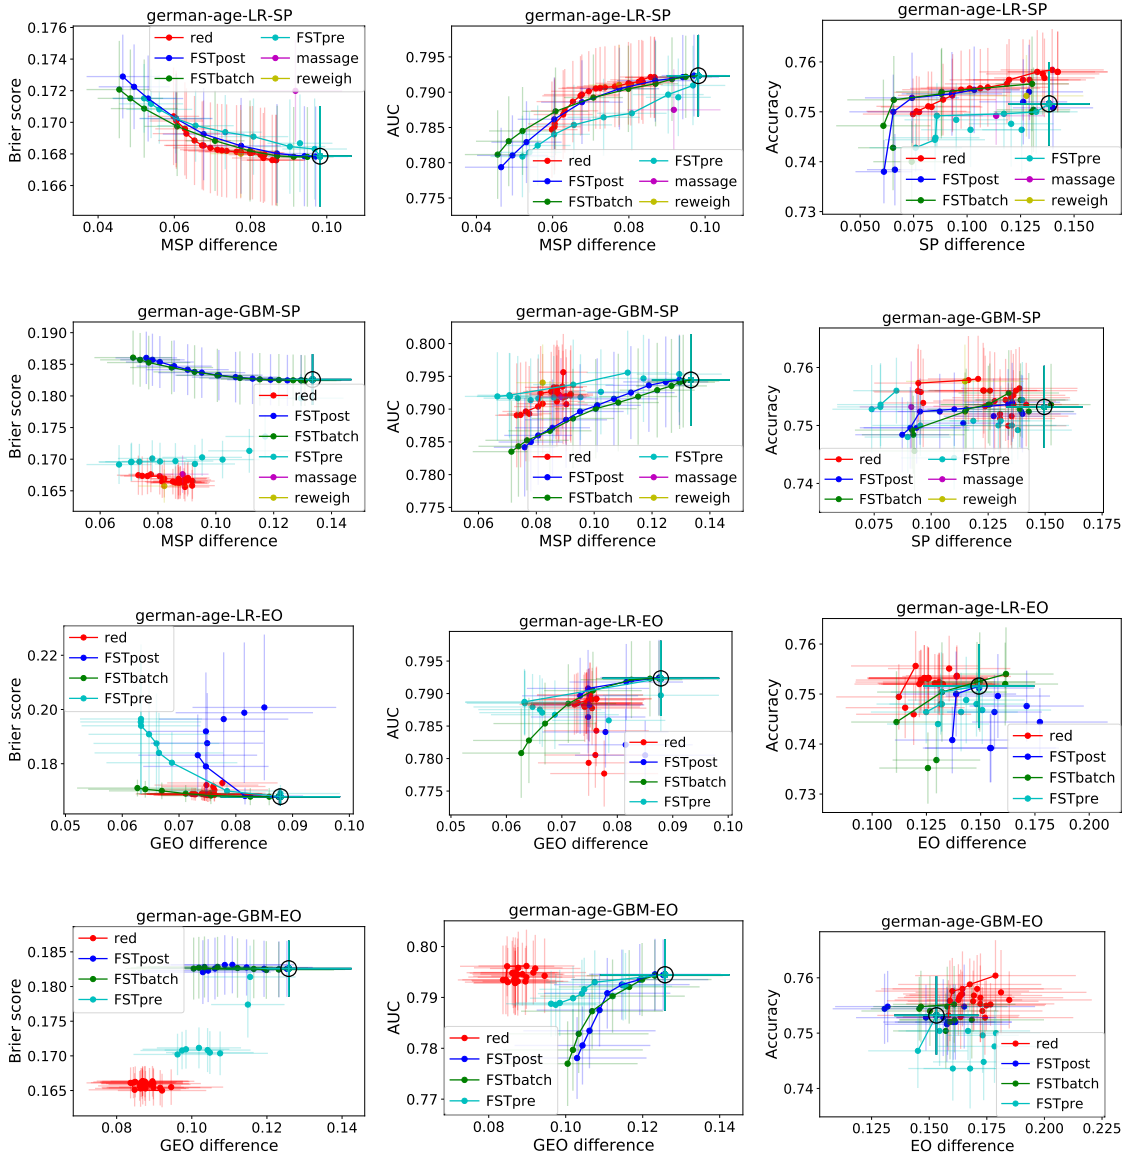 german-age-LR-SP
0.176
0.174
0.172
0.170
0.168
0.166
Brier score
red
FSTpost
FSTbatch
FSTpre
massage
reweigh
0.04
0.06
0.08
0.10
MSP difference
german-age-LR-SP
0.795
0.790
0.785
0.780
0.775
AUC
red
FSTpost
FSTbatch
FSTpre
massage
reweigh
0.04
0.06
0.08
0.10
MSP difference
german-age-LR-SP
0.76
0.75
0.74
0.73
Accuracy
red
FSTpost
FSTbatch
FSTpre
massage
reweigh
0.050
0.075
0.100
0.125
0.150
SP difference
german-age-GBM-SP
0.190
0.185
0.180
0.175
0.170
0.165
Brier score
red
FSTpost
FSTbatch
FSTpre
massage
reweigh
0.06
0.08
0.10
0.12
0.14
MSP difference
german-age-GBM-SP
0.800
0.795
0.790
0.785
0.780
0.775
AUC
red
FSTpost
FSTbatch
FSTpre
massage
reweigh
0.06
0.08
0.10
0.12
0.14
MSP difference
german-age-GBM-SP
0.76
0.75
0.74
Accuracy
red
FSTpost
FSTbatch
FSTpre
massage
reweigh
0.075
0.100
0.125
0.150
0.175
SP difference
german-age-LR-EO
0.22
0.20
0.18
Brier score
red
FSTpost
FSTbatch
FSTpre
0.05
0.06
0.07
0.08
0.09
0.10
GEO difference
german-age-LR-EO
0.795
0.790
0.785
0.780
0.775
AUC
red
FSTpost
FSTbatch
FSTpre
0.05
0.06
0.07
0.08
0.09
0.10
GEO difference
german-age-LR-EO
0.76
0.75
0.74
0.73
Accuracy
red
FSTpost
FSTbatch
FSTpre
0.100
0.125
0.150
0.175
0.200
EO difference
german-age-GBM-EO
0.185
0.180
0.175
0.170
0.165
Brier score
red
FSTpost
FSTbatch
FSTpre
0.08
0.10
0.12
0.14
GEO difference
german-age-GBM-EO
0.80
0.79
0.78
0.77
AUC
red
FSTpost
FSTbatch
FSTpre
0.08
0.10
0.12
0.14
GEO difference
german-age-GBM-EO
0.76
0.75
0.74
Accuracy
red
FSTpost
FSTbatch
FSTpre
0.125
0.150
0.175
0.200
0.225
EO difference